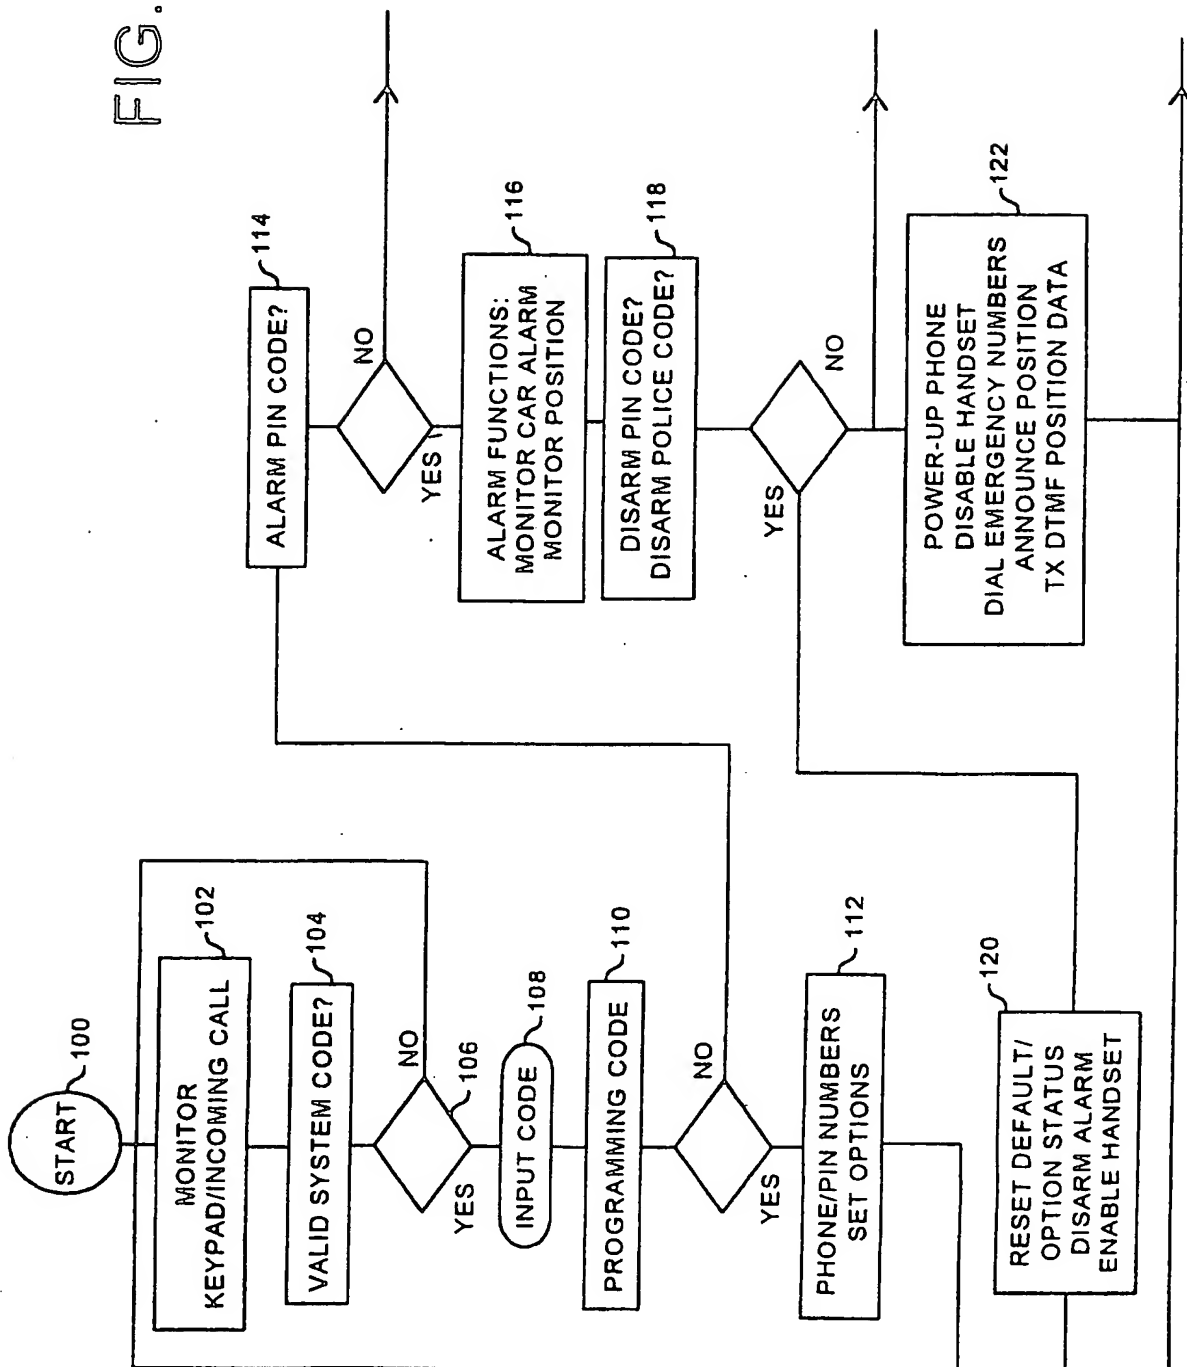 FIG.
START
100
MONITOR
KEYPAD/INCOMING CALL
102
VALID SYSTEM CODE?
104
NO
106
YES
INPUT CODE
108
PROGRAMMING CODE
110
NO
YES
PHONE/PIN NUMBERS
SET OPTIONS
112
ALARM PIN CODE?
114
NO
YES
ALARM FUNCTIONS:
MONITOR CAR ALARM
MONITOR POSITION
116
DISARM PIN CODE?
DISARM POLICE CODE?
118
YES
NO
RESET DEFAULT/
OPTION STATUS
DISARM ALARM
ENABLE HANDSET
120
POWER-UP PHONE
DISABLE HANDSET
DIAL EMERGENCY NUMBERS
ANNOUNCE POSITION
TX DTMF POSITION DATA
122